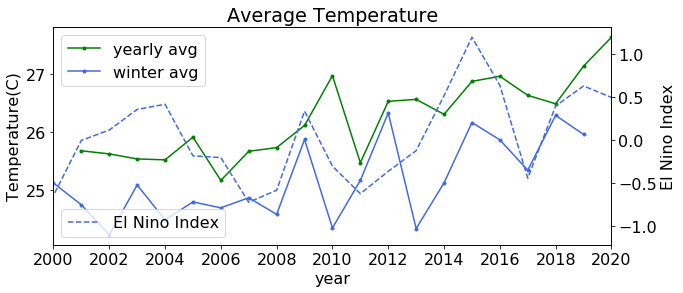 Average Temperature
yearly avg
winter avg
El Nino Index
Temperature(C)
27
26
25
1.0
0.5
0.0
−0.5
−1.0
El Nino Index
2000 2002 2004 2006 2008 2010 2012 2014 2016 2018 2020
year